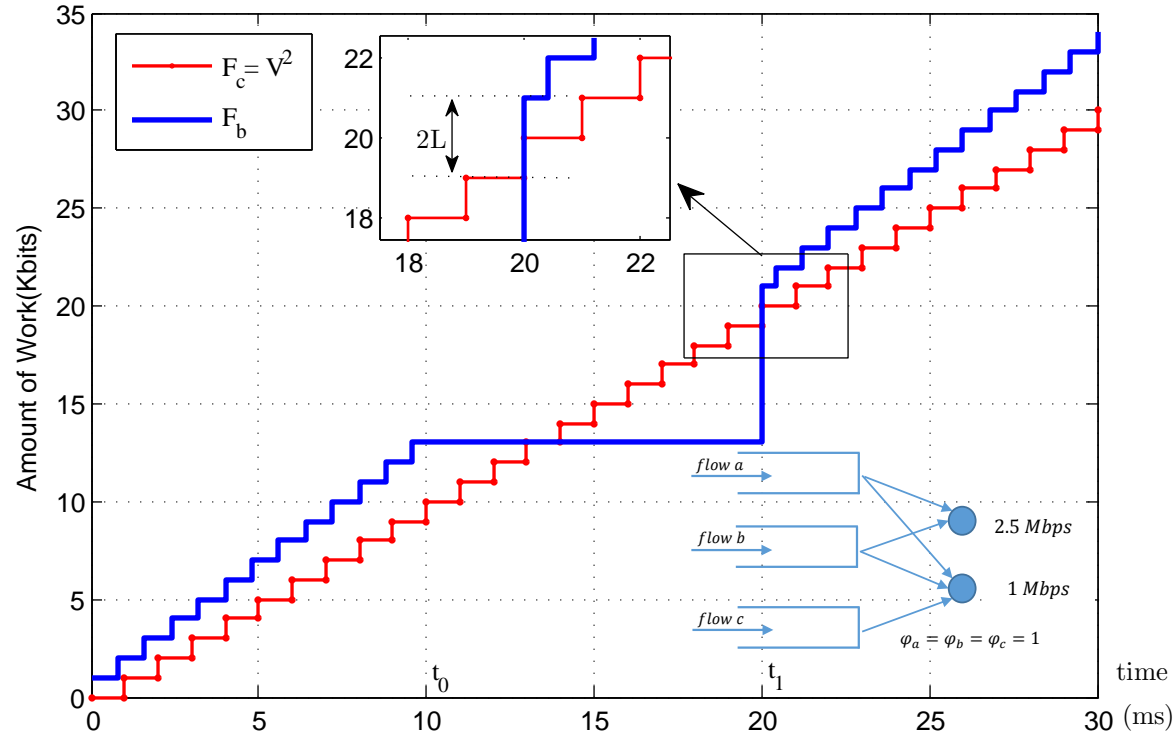 35
30
25
20
15
10
5
0
Amount of Work(Kbits)
F_c= V^2
F_b
22
20
18
2L
18 20 22
flow a
flow b
flow c
2.5 Mbps
1 Mbps
φ_a = φ_b = φ_c = 1
t_0 t_1
0 5 10 15 20 25 30
time
(ms)